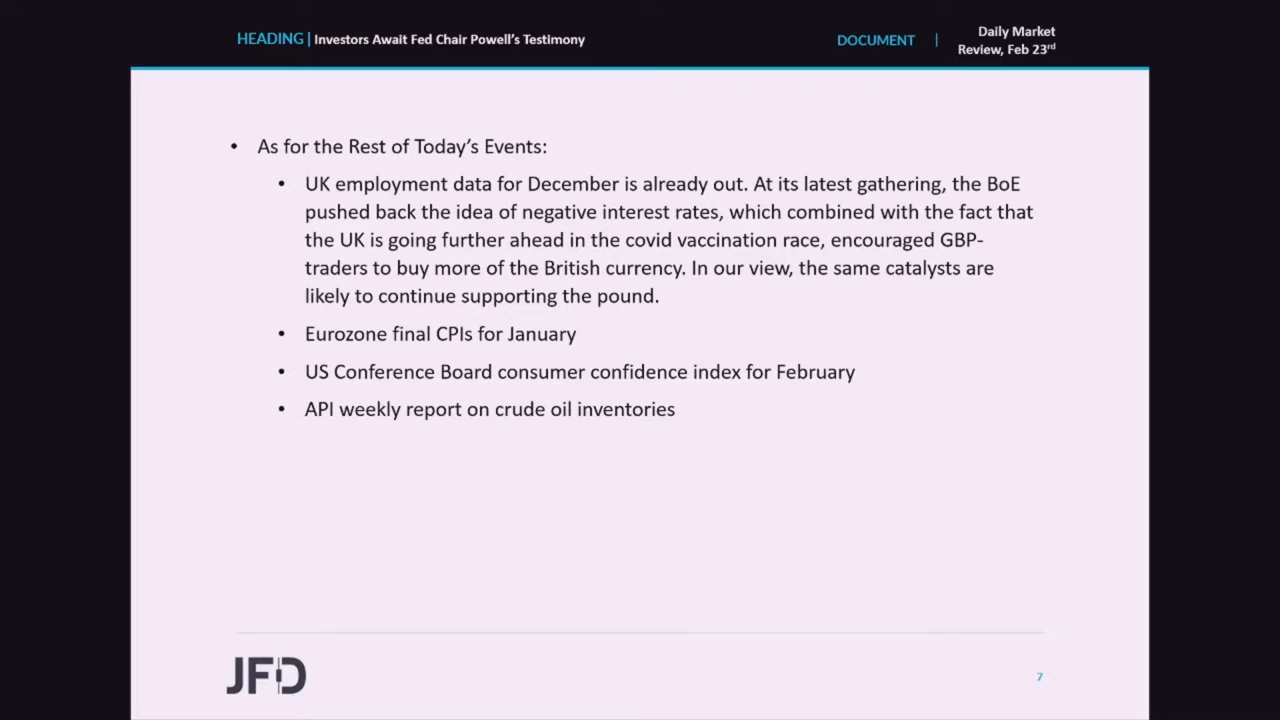 HEADING | Investors Await Fed Chair Powell's Testimony
DOCUMENT | Daily Market
Review, Feb 23rd
• As for the Rest of Today's Events:
• UK employment data for December is already out. At its latest gathering, the BoE
pushed back the idea of negative interest rates, which combined with the fact that
the UK is going further ahead in the covid vaccination race, encouraged GBP-
traders to buy more of the British currency. In our view, the same catalysts are
likely to continue supporting the pound.
• Eurozone final CPIs for January
• US Conference Board consumer confidence index for February
• API weekly report on crude oil inventories
JFD
7